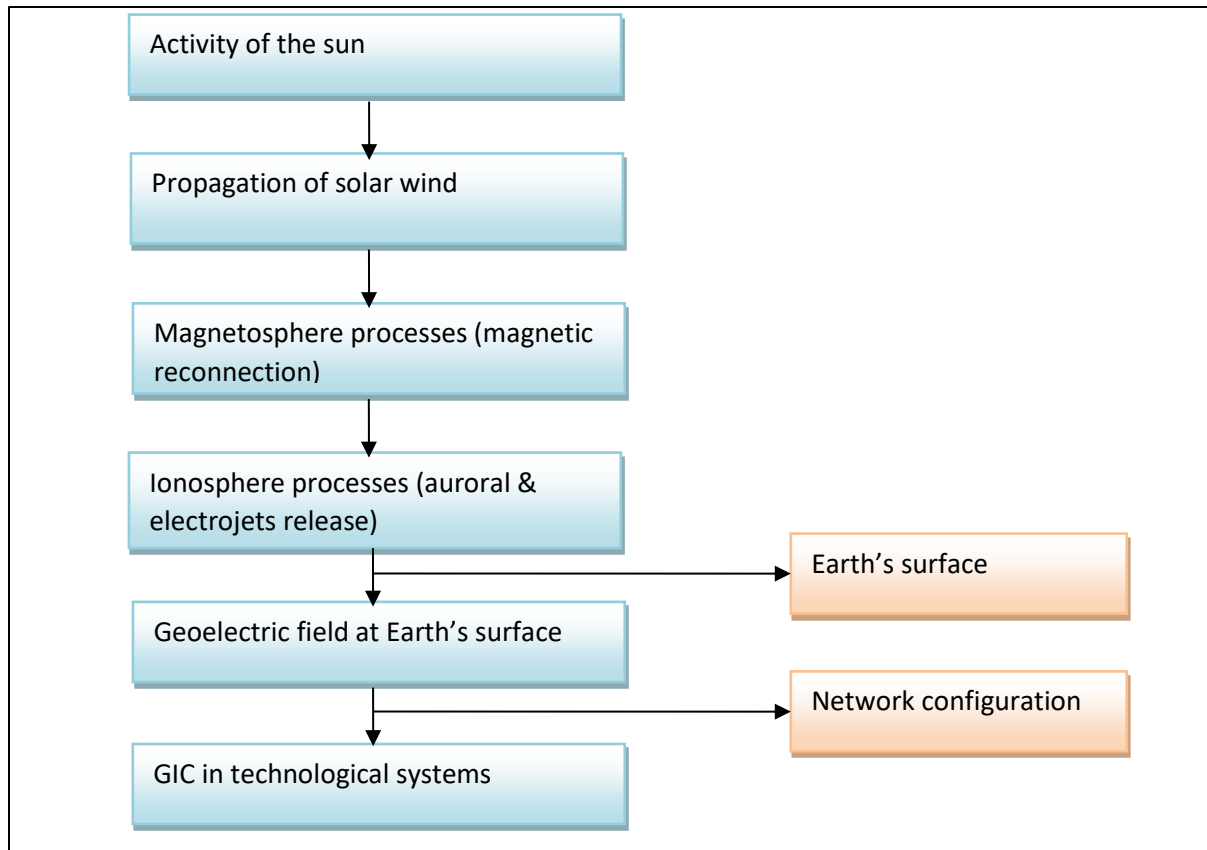 Activity of the sun
Propagation of solar wind
Magnetosphere processes (magnetic
reconnection)
Ionosphere processes (auroral &
electrojets release)
Earth’s surface
Geoelectric field at Earth’s surface
Network configuration
GIC in technological systems